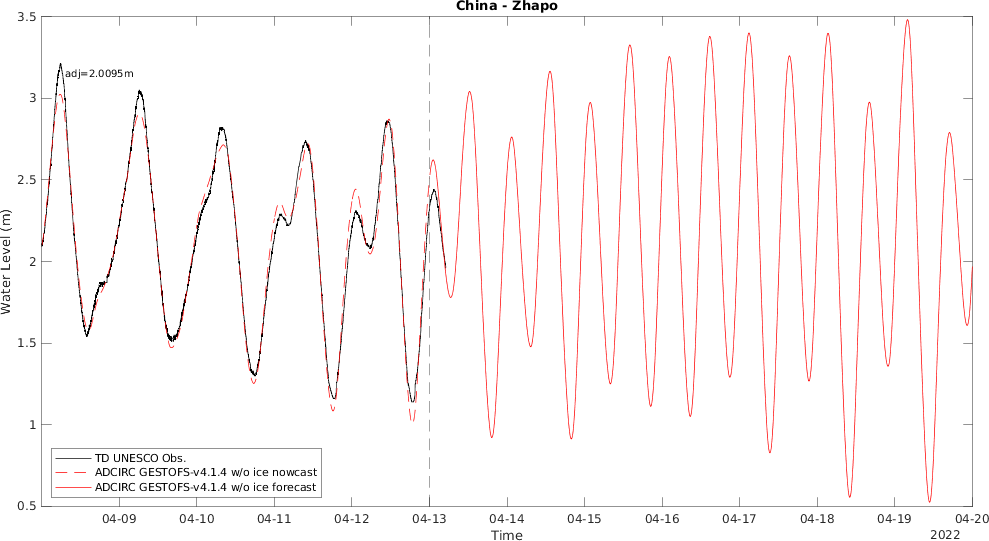 China - Zhapo
3.5
3
2.5
2
1.5
1
0.5
Water Level (m)
adj=2.0095m
TD UNESCO Obs.
ADCIRC GESTOFS-v4.1.4 w/o ice nowcast
ADCIRC GESTOFS-v4.1.4 w/o ice forecast
04-09 04-10 04-11 04-12 04-13 04-14 04-15 04-16 04-17 04-18 04-19 04-20
Time
2022